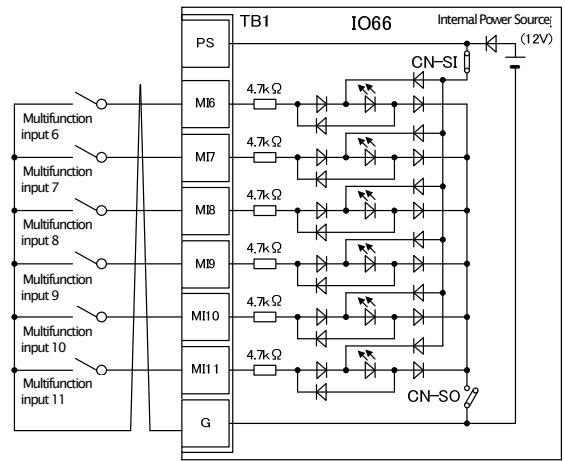 TB1
IO66
Internal Power Source
(12V)
PS
CN-SI
MI6
4.7kΩ
Multifunction
input 6
MI7
4.7kΩ
Multifunction
input 7
MI8
4.7kΩ
Multifunction
input 8
MI9
4.7kΩ
Multifunction
input 9
MI10
4.7kΩ
Multifunction
input 10
MI11
4.7kΩ
Multifunction
input 11
CN-SO
G